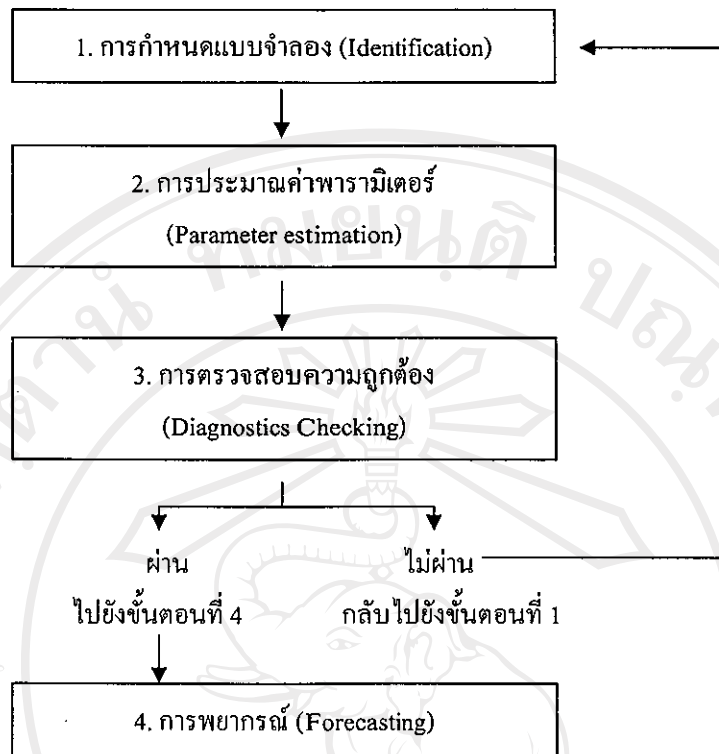 1. การกำหนดแบบจำลอง (Identification)
2. การประมาณค่าพารามิเตอร์
(Parameter estimation)
3. การตรวจสอบความถูกต้อง
(Diagnostics Checking)
ผ่าน
ไม่ผ่าน
ไปยังขั้นตอนที่ 4
กลับไปยังขั้นตอนที่ 1
4. การพยากรณ์ (Forecasting)